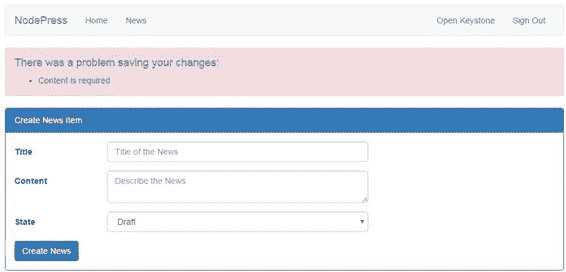 NodePress Home News Open Keystone Sign Out
There was a problem saving your changes:
• Content is required
Create News Item
Title Title of the News
Content Describe the News
State Draft
Create News